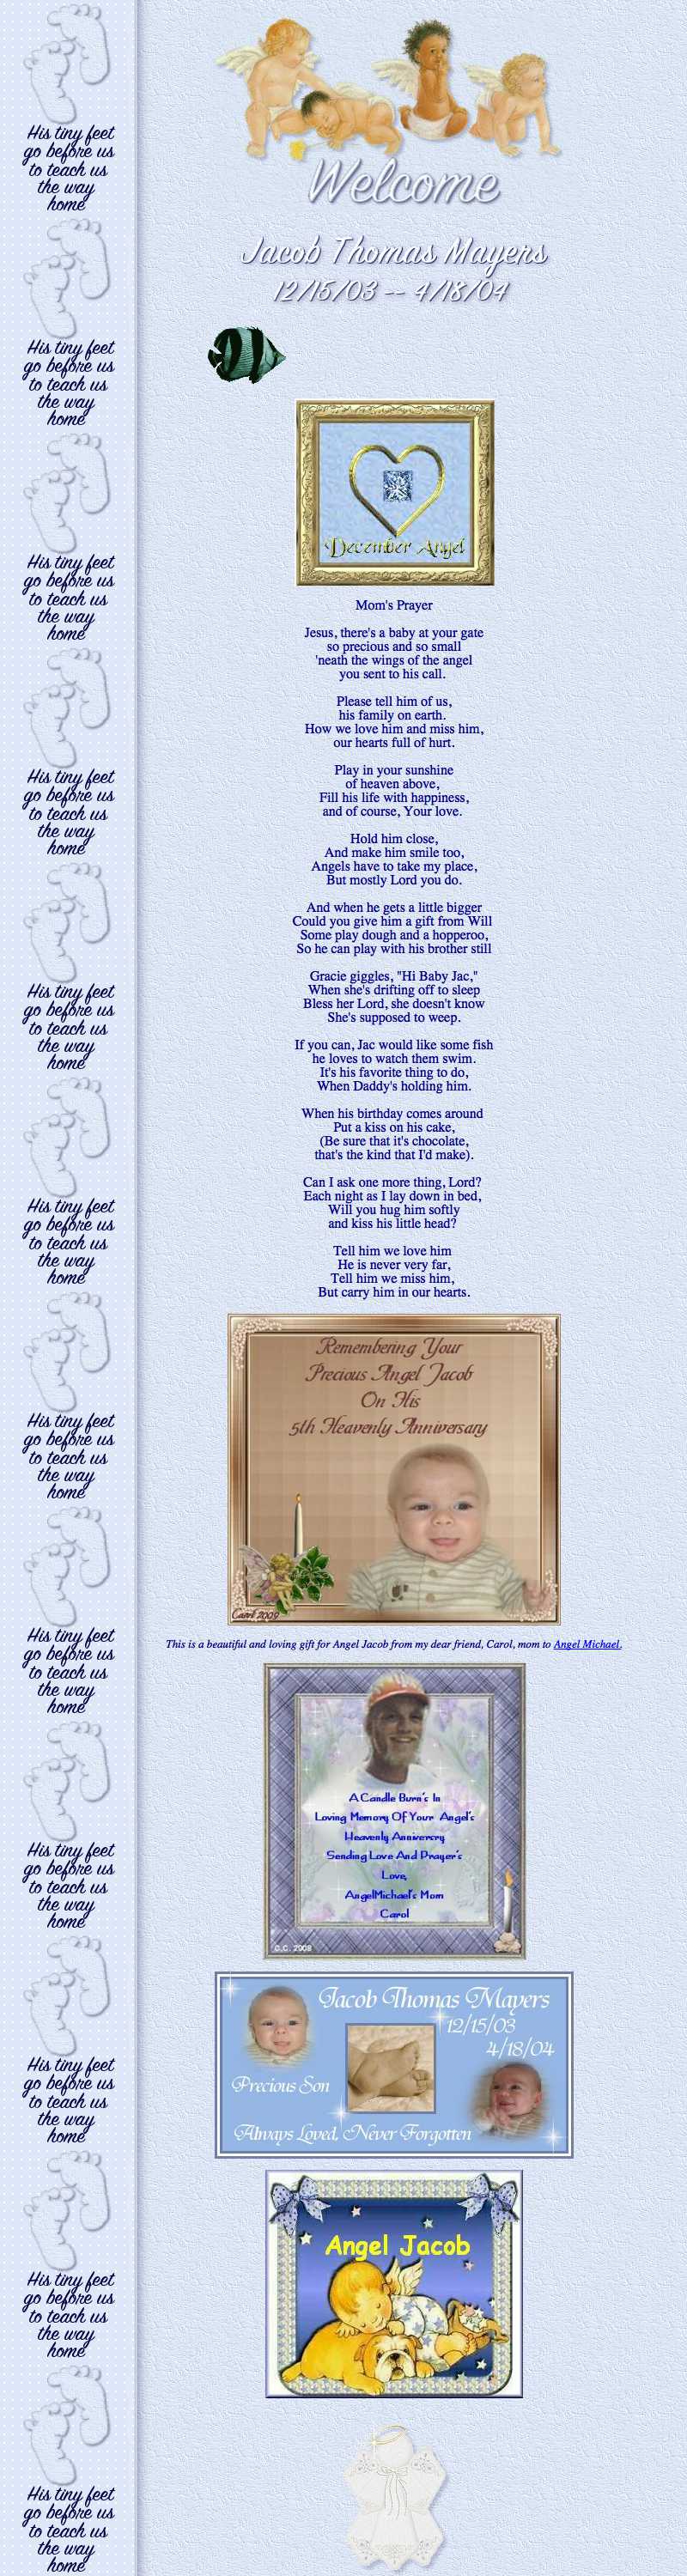 His tiny feet
go before us
to teach us
the way
home
His tiny feet
go before us
to teach us
the way
home
His tiny feet
go before us
to teach us
the way
home
His tiny feet
go before us
to teach us
the way
home
His tiny feet
go before us
to teach us
the way
home
His tiny feet
go before us
to teach us
the way
home
His tiny feet
go before us
to teach us
the way
home
His tiny feet
go before us
to teach us
the way
home
His tiny feet
go before us
to teach us
the way
home
His tiny feet
go before us
to teach us
the way
home
His tiny feet
go before us
to teach us
the way
home
His tiny feet
go before us
to teach us
the way
home
Welcome
Jacob Thomas Mayers
12/15/03 -- 4/18/04
December Angel
Mom's Prayer
Jesus, there's a baby at your gate
so precious and so small
'neath the wings of the angel
you sent to his call.
Please tell him of us,
his family on earth.
How we love him and miss him,
our hearts full of hurt.
Play in your sunshine
of heaven above,
Fill his life with happiness,
and of course, Your love.
Hold him close,
And make him smile too,
Angels have to take my place,
But mostly Lord you do.
And when he gets a little bigger
Could you give him a gift from Will
Some play dough and a hopperoo,
So he can play with his brother still
Gracie giggles, "Hi Baby Jac,"
When she's drifting off to sleep
Bless her Lord, she doesn't know
She's supposed to weep.
If you can, Jac would like some fish
he loves to watch them swim.
It's his favorite thing to do,
When Daddy's holding him.
When his birthday comes around
Put a kiss on his cake,
(Be sure that it's chocolate,
that's the kind that I'd make).
Can I ask one more thing, Lord?
Each night as I lay down in bed,
Will you hug him softly
and kiss his little head?
Tell him we love him
He is never very far,
Tell him we miss him,
But carry him in our hearts.
Remembering Your
Precious Angel Jacob
On His
5th Heavenly Anniversary
Carol 2009
This is a beautiful and loving gift for Angel Jacob from my dear friend, Carol, mom to Angel Michael.
A Candle Burn's In
Loving Memory Of Your Angel's
Heavenly Anniversry
Sending Love And Prayer's
Love,
AngelMichael's Mom
Carol
C.C. 2008
Jacob Thomas Mayers
12/15/03
4/18/04
Precious Son
Always Loved, Never Forgotten
Angel Jacob